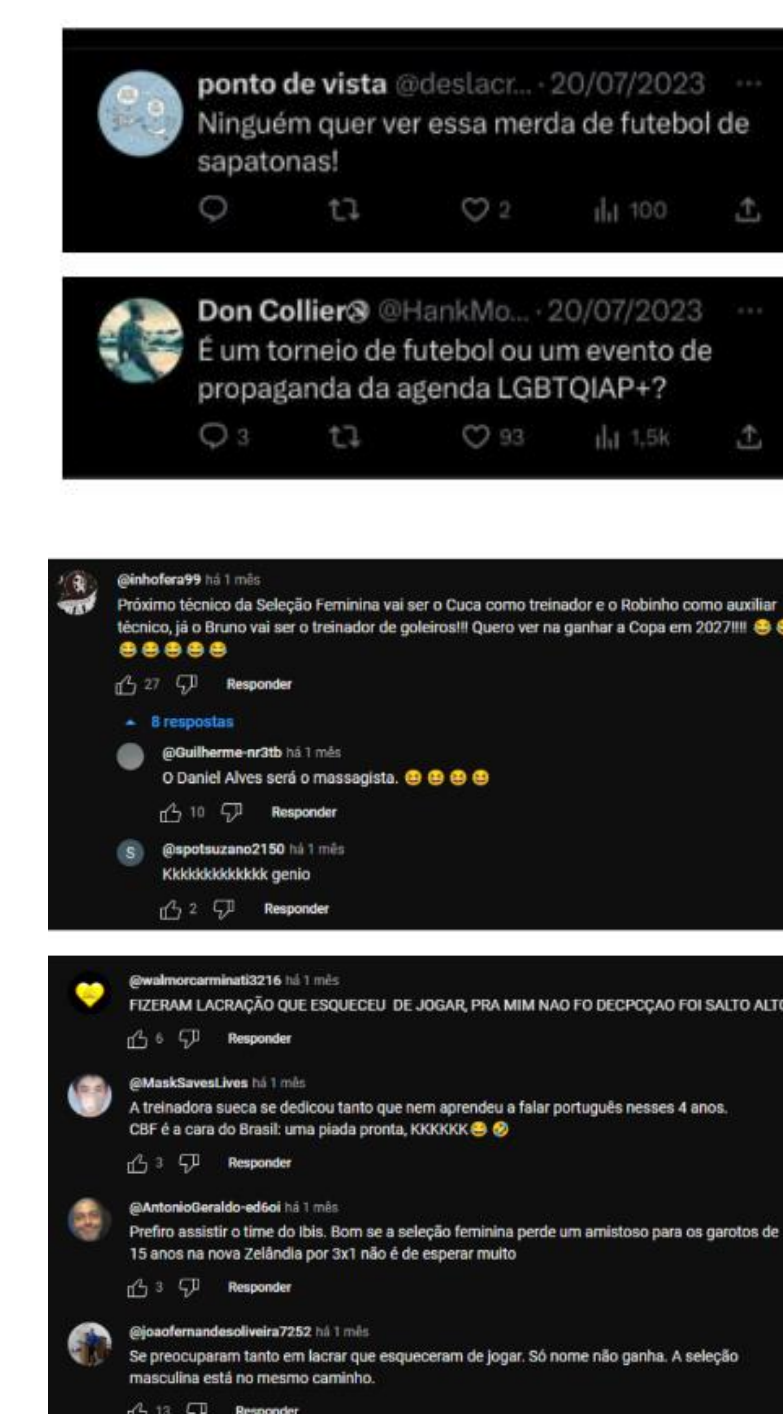 ponto de vista @deslacr... · 20/07/2023 ...
Ninguém quer ver essa merda de futebol de
sapatonas!
2 100
Don Collier @HankMo... · 20/07/2023 ...
É um torneio de futebol ou um evento de
propaganda da agenda LGBTQIAP+?
3 93 1,5k
@inhofera99 há 1 mês
Próximo técnico da Seleção Feminina vai ser o Cuca como treinador e o Robinho como auxiliar
técnico, já o Bruno vai ser o treinador de goleiros!!! Quero ver na ganhar a Copa em 2027!!!! 😂😂
😂😂😂😂😂
27 Responder
8 respostas
@Guilherme-nr3tb há 1 mês
O Daniel Alves será o massagista. 😆😆😆😆
10 Responder
S @spotsuzano2150 há 1 mês
Kkkkkkkkkkkkk genio
2 Responder
@walmorcarminati3216 há 1 mês
FIZERAM LACRAÇÃO QUE ESQUECEU DE JOGAR, PRA MIM NAO FO DECPCÇAO FOI SALTO ALTO
6 Responder
@MaskSavesLives há 1 mês
A treinadora sueca se dedicou tanto que nem aprendeu a falar português nesses 4 anos.
CBF é a cara do Brasil: uma piada pronta, KKKKKK😂🤣
3 Responder
@AntonioGeraldo-ed6oi há 1 mês
Prefiro assistir o time do Ibis. Bom se a seleção feminina perde um amistoso para os garotos de
15 anos na nova Zelândia por 3x1 não é de esperar muito
3 Responder
@joaofernandesoliveira7252 há 1 mês
Se preocuparam tanto em lacrar que esqueceram de jogar. Só nome não ganha. A seleção
masculina está no mesmo caminho.
13 Responder